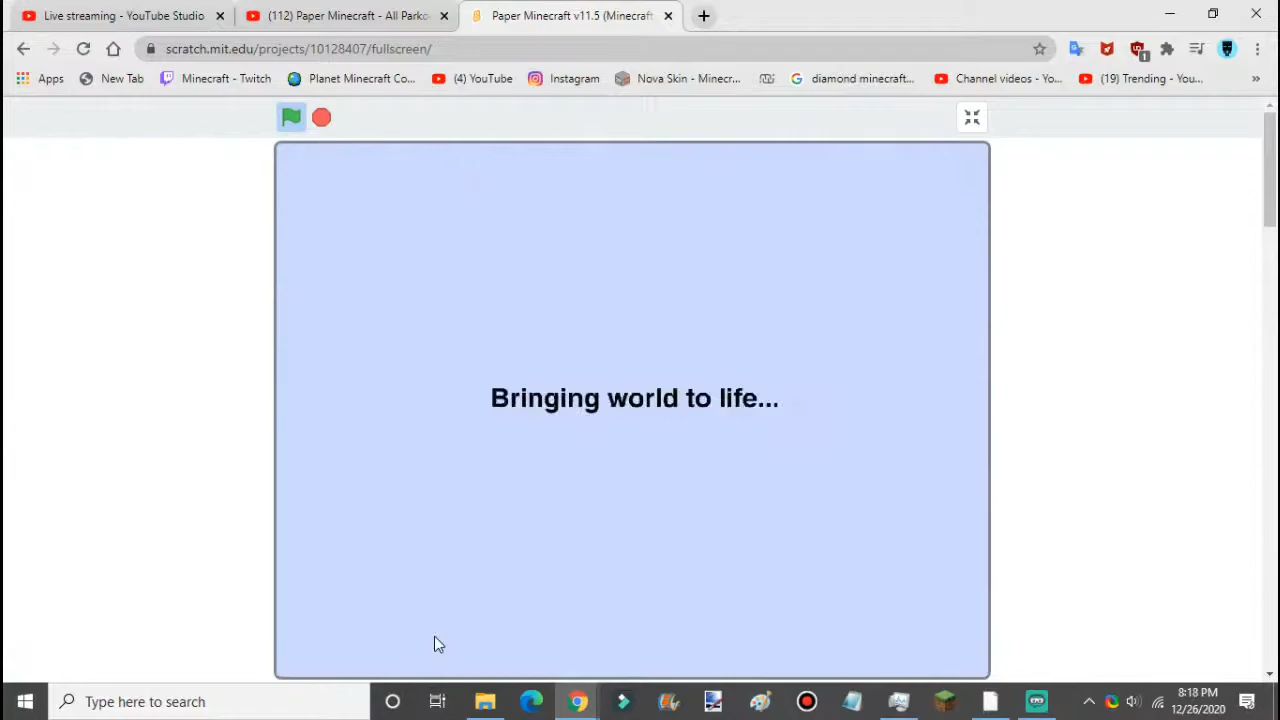 Live streaming - YouTube Studio
(112) Paper Minecraft - All Parko
Paper Minecraft v11.5 (Minecraft
scratch.mit.edu/projects/10128407/fullscreen/
1
Apps
New Tab
Minecraft - Twitch
Planet Minecraft Co...
(4) YouTube
Instagram
Nova Skin - Minecr...
diamond minecraft...
Channel videos - Yo...
(19) Trending - You...
»
Bringing world to life...
Type here to search
8:18 PM
12/26/2020